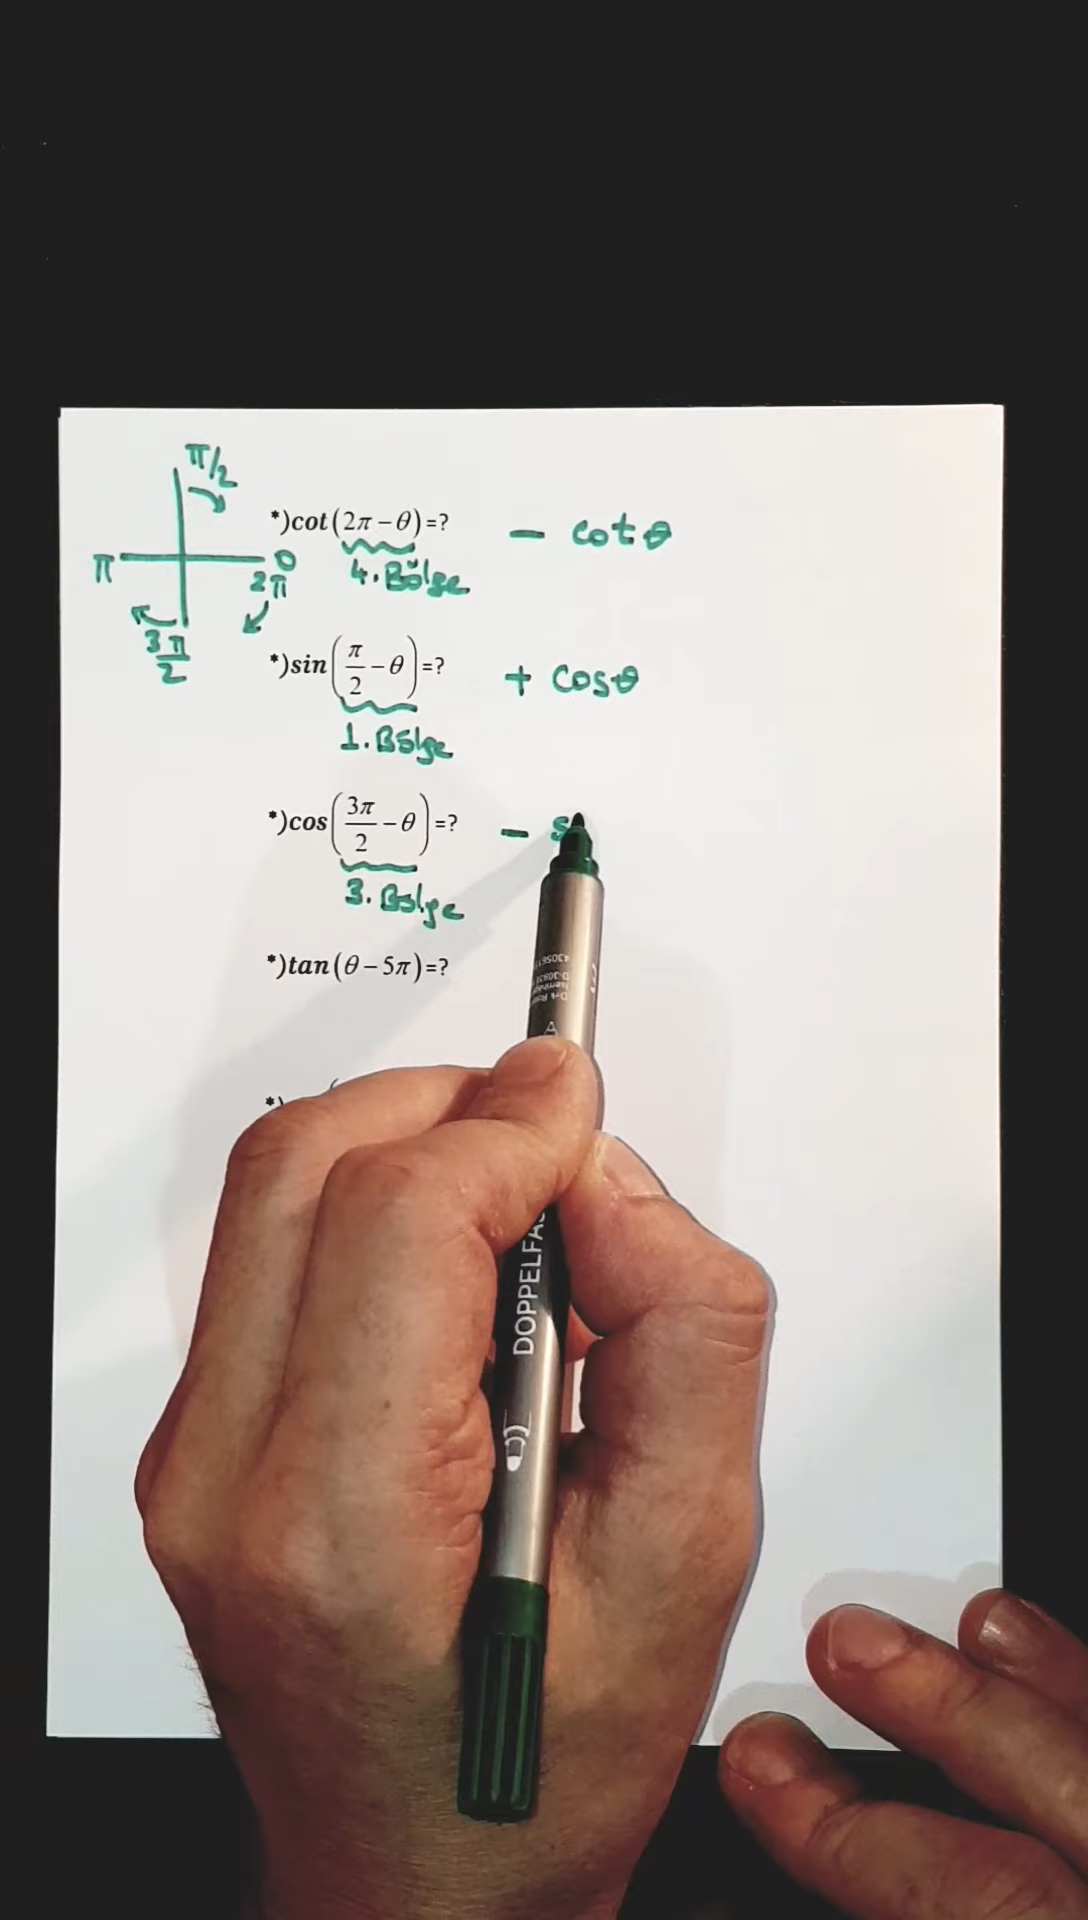 π/2
π
0
2π
3π/2
*)cot(2π−θ)=?
− cotθ
4.Bölge
*)sin(π/2−θ)=?
+ cosθ
1.Bölge
*)cos(3π/2−θ)=?
− s
3.Bölge
*)tan(θ−5π)=?
*)
DOPPELFAS